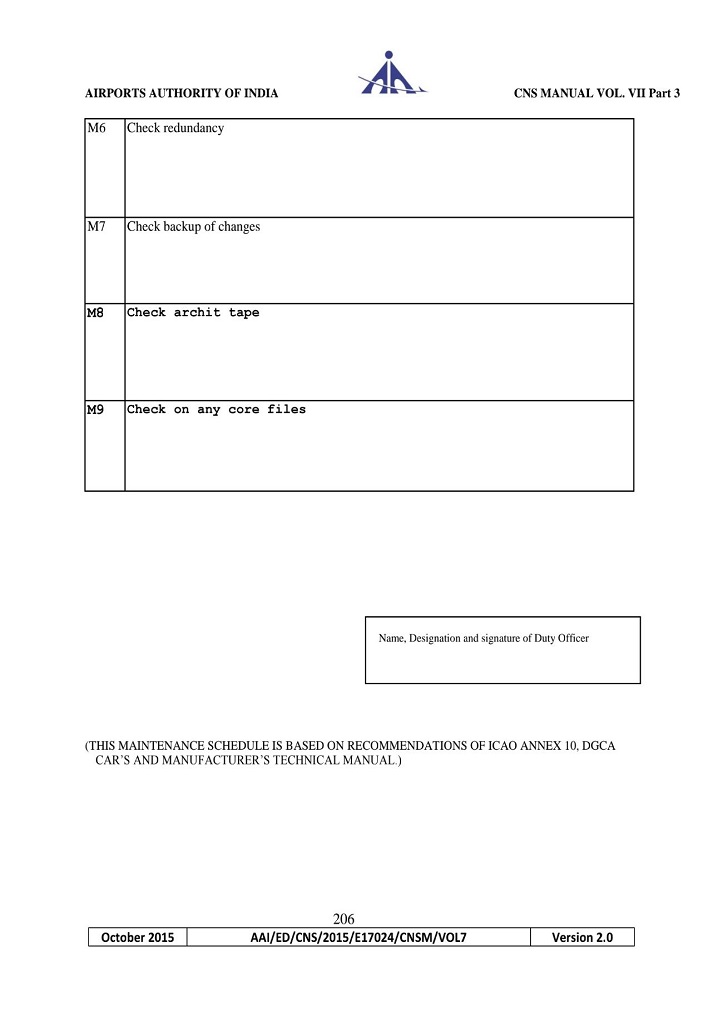 AIRPORTS AUTHORITY OF INDIA CNS MANUAL VOL. VII Part 3
M6 Check redundancy
M7 Check backup of changes
M8 Check archit tape
M9 Check on any core files
Name, Designation and signature of Duty Officer
(THIS MAINTENANCE SCHEDULE IS BASED ON RECOMMENDATIONS OF ICAO ANNEX 10, DGCA
CAR’S AND MANUFACTURER’S TECHNICAL MANUAL.)
206
October 2015 AAI/ED/CNS/2015/E17024/CNSM/VOL7 Version 2.0